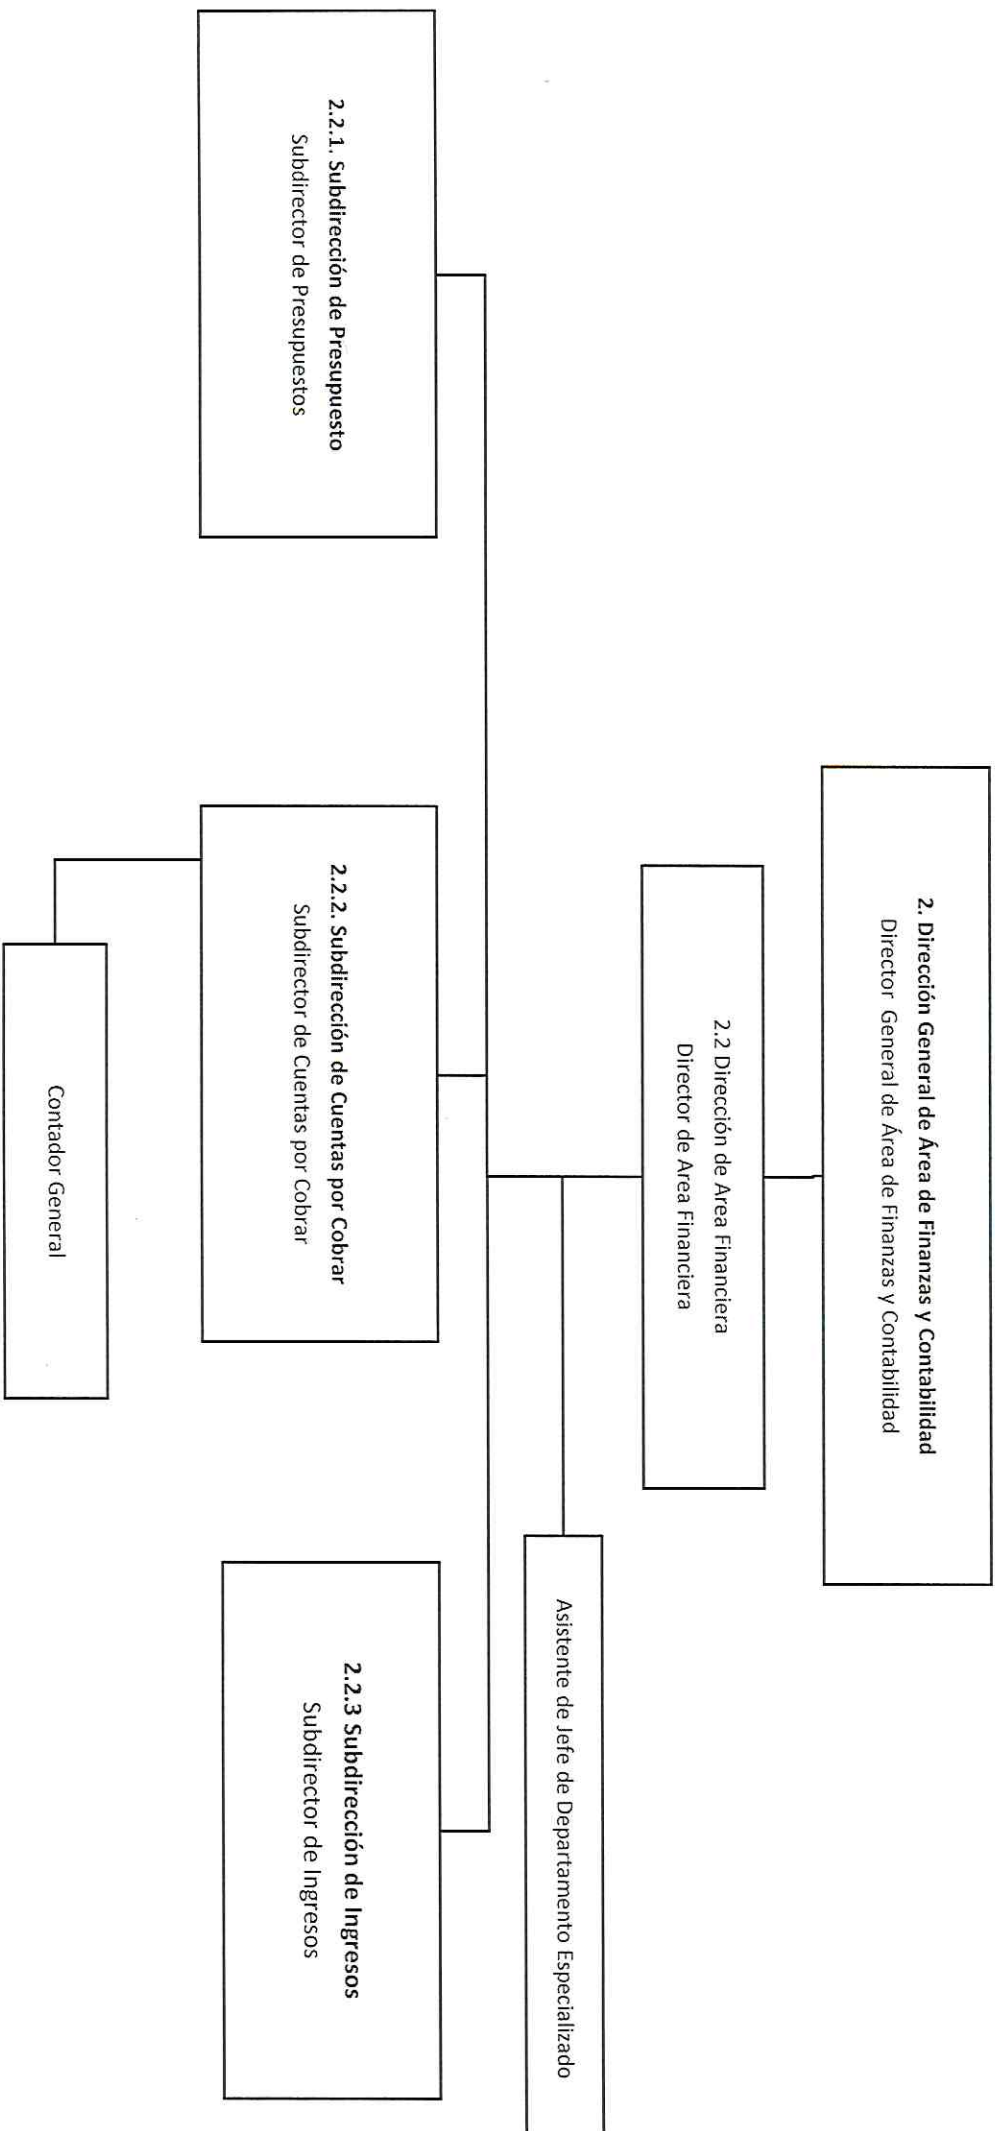 2. Dirección General de Área de Finanzas y Contabilidad
Director General de Área de Finanzas y Contabilidad
2.2 Dirección de Area Financiera
Director de Area Financiera
Asistente de Jefe de Departamento Especializado
2.2.1. Subdirección de Presupuesto
Subdirector de Presupuestos
2.2.2. Subdirección de Cuentas por Cobrar
Subdirector de Cuentas por Cobrar
2.2.3 Subdirección de Ingresos
Subdirector de Ingresos
Contador General